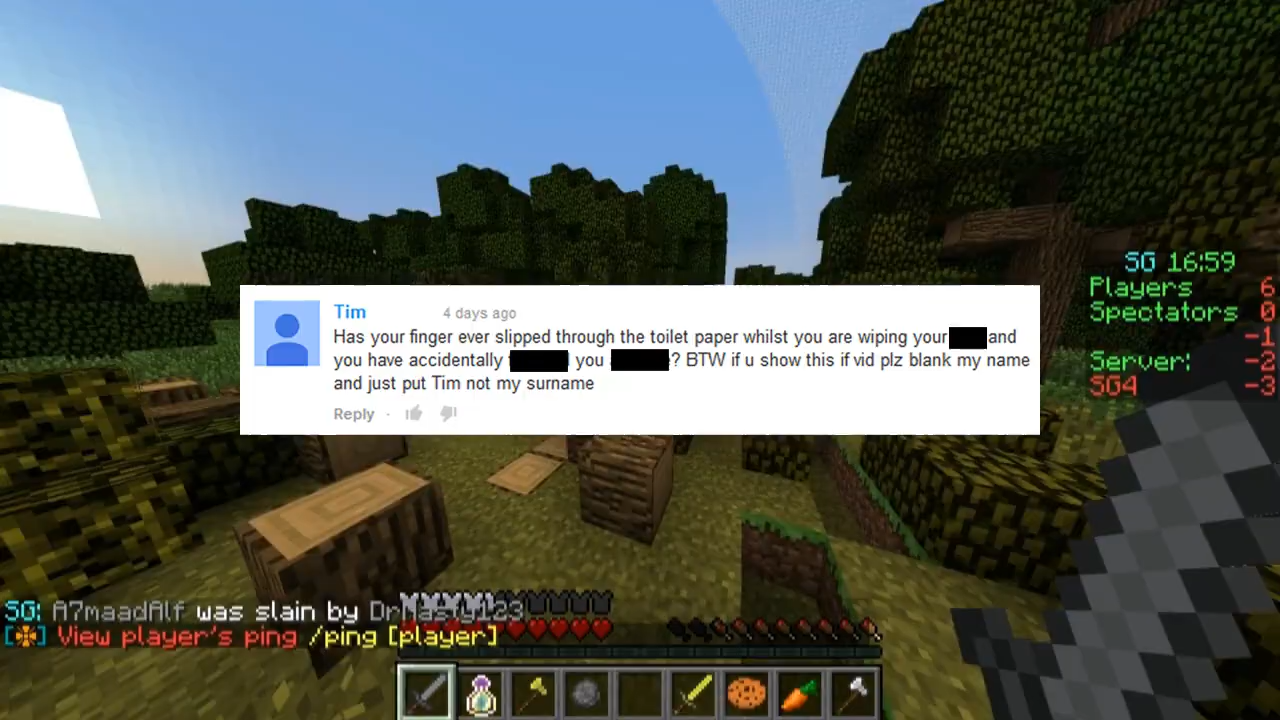 SG 16:59
Players 6
Spectators 0
-1
Server: -2
SG4 -3
Tim 4 days ago
Has your finger ever slipped through the toilet paper whilst you are wiping your and
you have accidentally you ? BTW if u show this if vid plz blank my name
and just put Tim not my surname
Reply ·
SG: A7maadAlf was slain by DrNasty123
[ ] View player's ping /ping [player]